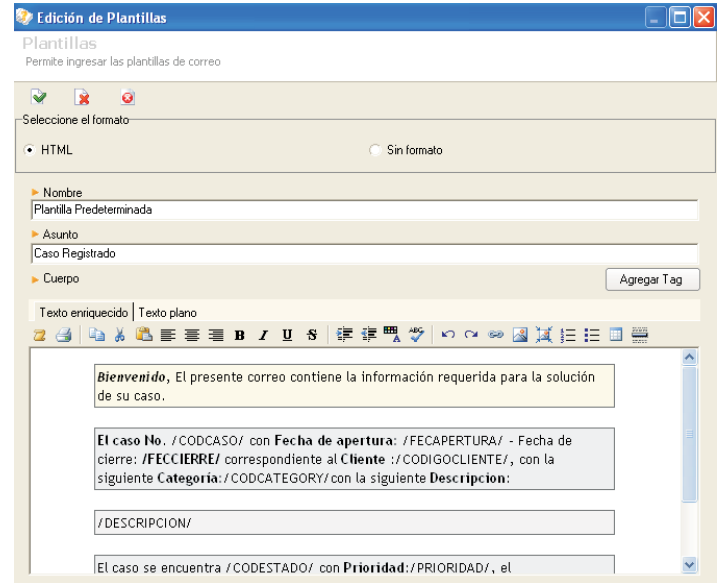 Edición de Plantillas
Plantillas
Permite ingresar las plantillas de correo
Seleccione el formato
HTML Sin formato
Nombre
Plantilla Predeterminada
Asunto
Caso Registrado
Cuerpo Agregar Tag
Texto enriquecido Texto plano
Bienvenido, El presente correo contiene la información requerida para la solución
de su caso.
El caso No. /CODCASO/ con Fecha de apertura: /FECAPERTURA/ - Fecha de
cierre: /FECCIERRE/ correspondiente al Cliente :/CODIGOCLIENTE/, con la
siguiente Categoría:/CODCATEGORY/con la siguiente Descripcion:
/DESCRIPCION/
El caso se encuentra /CODESTADO/ con Prioridad:/PRIORIDAD/, el